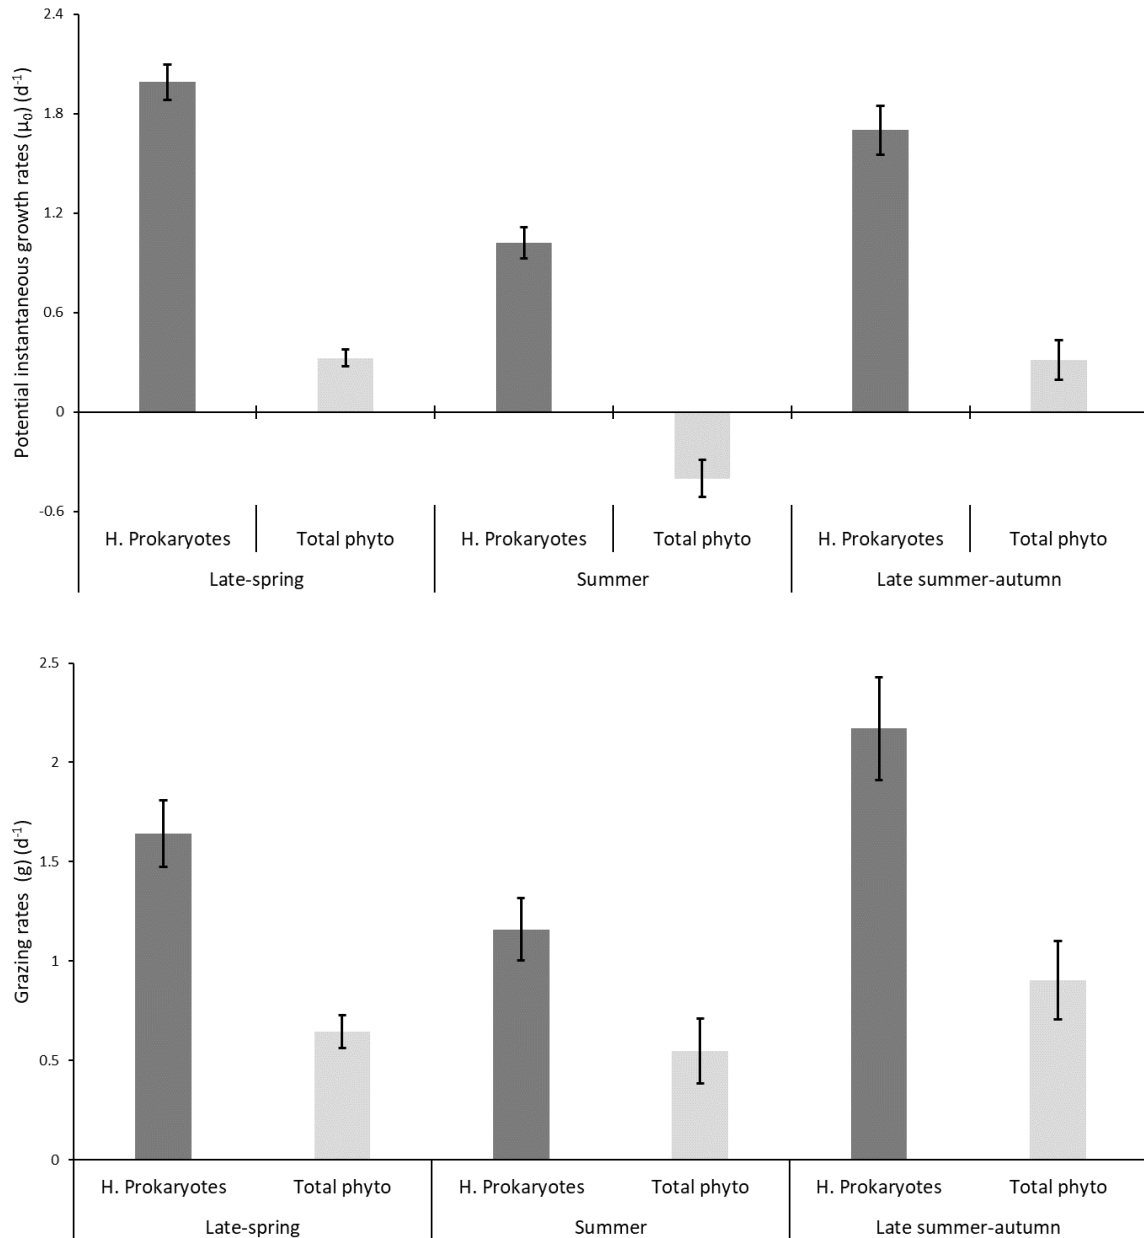 Potential instantaneous growth rates (μ₀) (d⁻¹)
2.4
1.8
1.2
0.6
0
-0.6
H. Prokaryotes Total phyto H. Prokaryotes Total phyto H. Prokaryotes Total phyto
Late-spring Summer Late summer-autumn
Grazing rates (g) (d⁻¹)
2.5
2
1.5
1
0.5
0
H. Prokaryotes Total phyto H. Prokaryotes Total phyto H. Prokaryotes Total phyto
Late-spring Summer Late summer-autumn